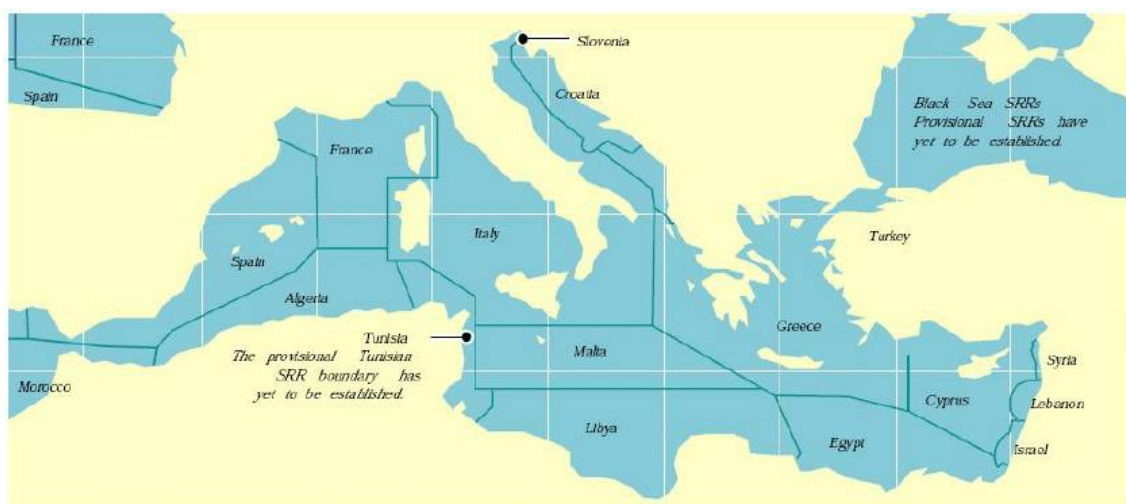 France
Slovenia
Spain
Croatia
Black Sea SRRs
Provisional SRRs have
yet to be established.
France
Italy
Turkey
Spain
Algeria
Greece
Tunisia
The provisional Tunisian
SRR boundary has
yet to be established.
Malta
Syria
Morocco
Cyprus
Lebanon
Libya
Egypt
Israel